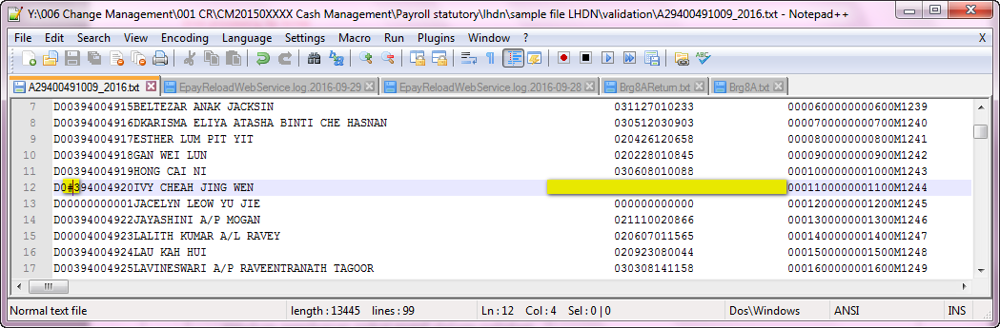 Y:\006 Change Management\001 CR\CM20150XXXX Cash Management\Payroll statutory\lhdn\sample file LHDN\validation\A29400491009_2016.txt - Notepad++
File Edit Search View Encoding Language Settings Macro Run Plugins Window ? X
A29400491009_2016.txt EpayReloadWebService.log.2016-09-29 EpayReloadWebService.log.2016-09-28 Brg8AReturn.txt Brg8A.txt
7 D00394004915BELTEZAR ANAK JACKSIN 031127010233 0000600000000600M1239
8 D00394004916DKARISMA ELIYA ATASHA BINTI CHE HASNAN 030512030903 0000700000000700M1240
9 D00394004917ESTHER LUM PIT YIT 020426120658 0000800000000800M1241
10 D00394004918GAN WEI LUN 020228010845 0000900000000900M1242
11 D00394004919HONG CAI NI 030608010088 0001000000001000M1243
12 D0#394004920IVY CHEAH JING WEN 0001100000001100M1244
13 D00000000001JACELYN LEOW YU JIE 000000000000 0001200000001200M1245
14 D00394004922JAYASHINI A/P MOGAN 021110020866 0001300000001300M1246
15 D00004004923LALITH KUMAR A/L RAVEY 020607011565 0001400000001400M1247
16 D00394004924LAU KAH HUI 020923080044 0001500000001500M1248
17 D00394004925LAVINESWARI A/P RAVEENTRANATH TAGOOR 030308141158 0001600000001600M1249
Normal text file length : 13445 lines : 99 Ln : 12 Col : 4 Sel : 0 | 0 Dos\Windows ANSI INS